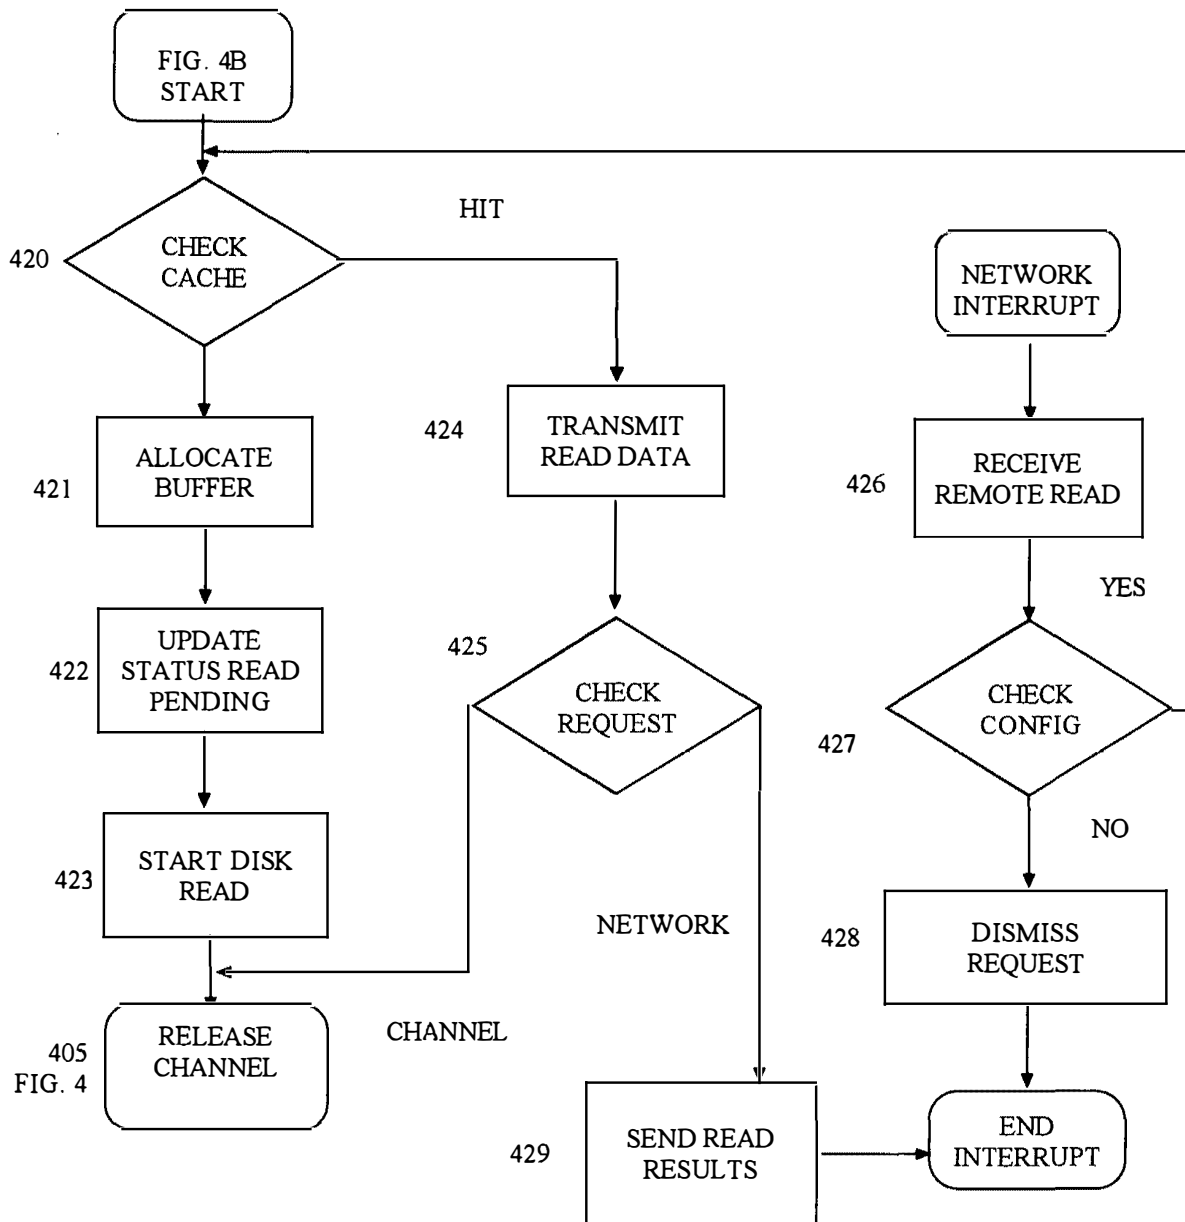 FIG. 4B
START
HIT
420
CHECK
CACHE
NETWORK
INTERRUPT
421
ALLOCATE
BUFFER
424
TRANSMIT
READ DATA
426
RECEIVE
REMOTE READ
YES
422
UPDATE
STATUS READ
PENDING
425
CHECK
REQUEST
427
CHECK
CONFIG
NO
423
START DISK
READ
NETWORK
428
DISMISS
REQUEST
CHANNEL
405
FIG. 4
RELEASE
CHANNEL
429
SEND READ
RESULTS
END
INTERRUPT